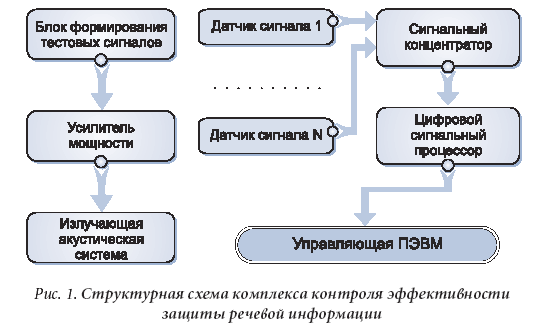 Блок формирования
тестовых сигналов
Усилитель
мощности
Излучающая
акустическая
система
Датчик сигнала 1
. . . . . . . . . . .
Датчик сигнала N
Сигнальный
концентратор
Цифровой
сигнальный
процессор
Управляющая ПЭВМ
Рис. 1. Структурная схема комплекса контроля эффективности
защиты речевой информации